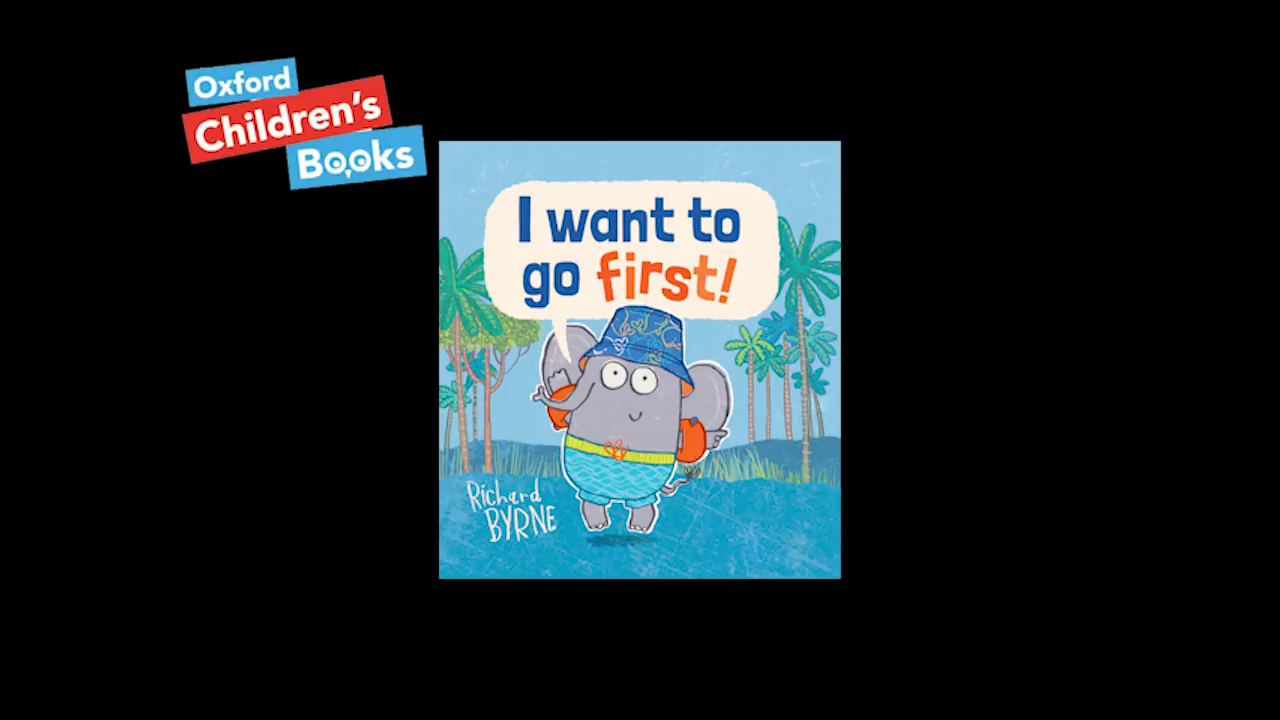 Oxford
Children's
Books
I want to
go first!
Richard
BYRNE